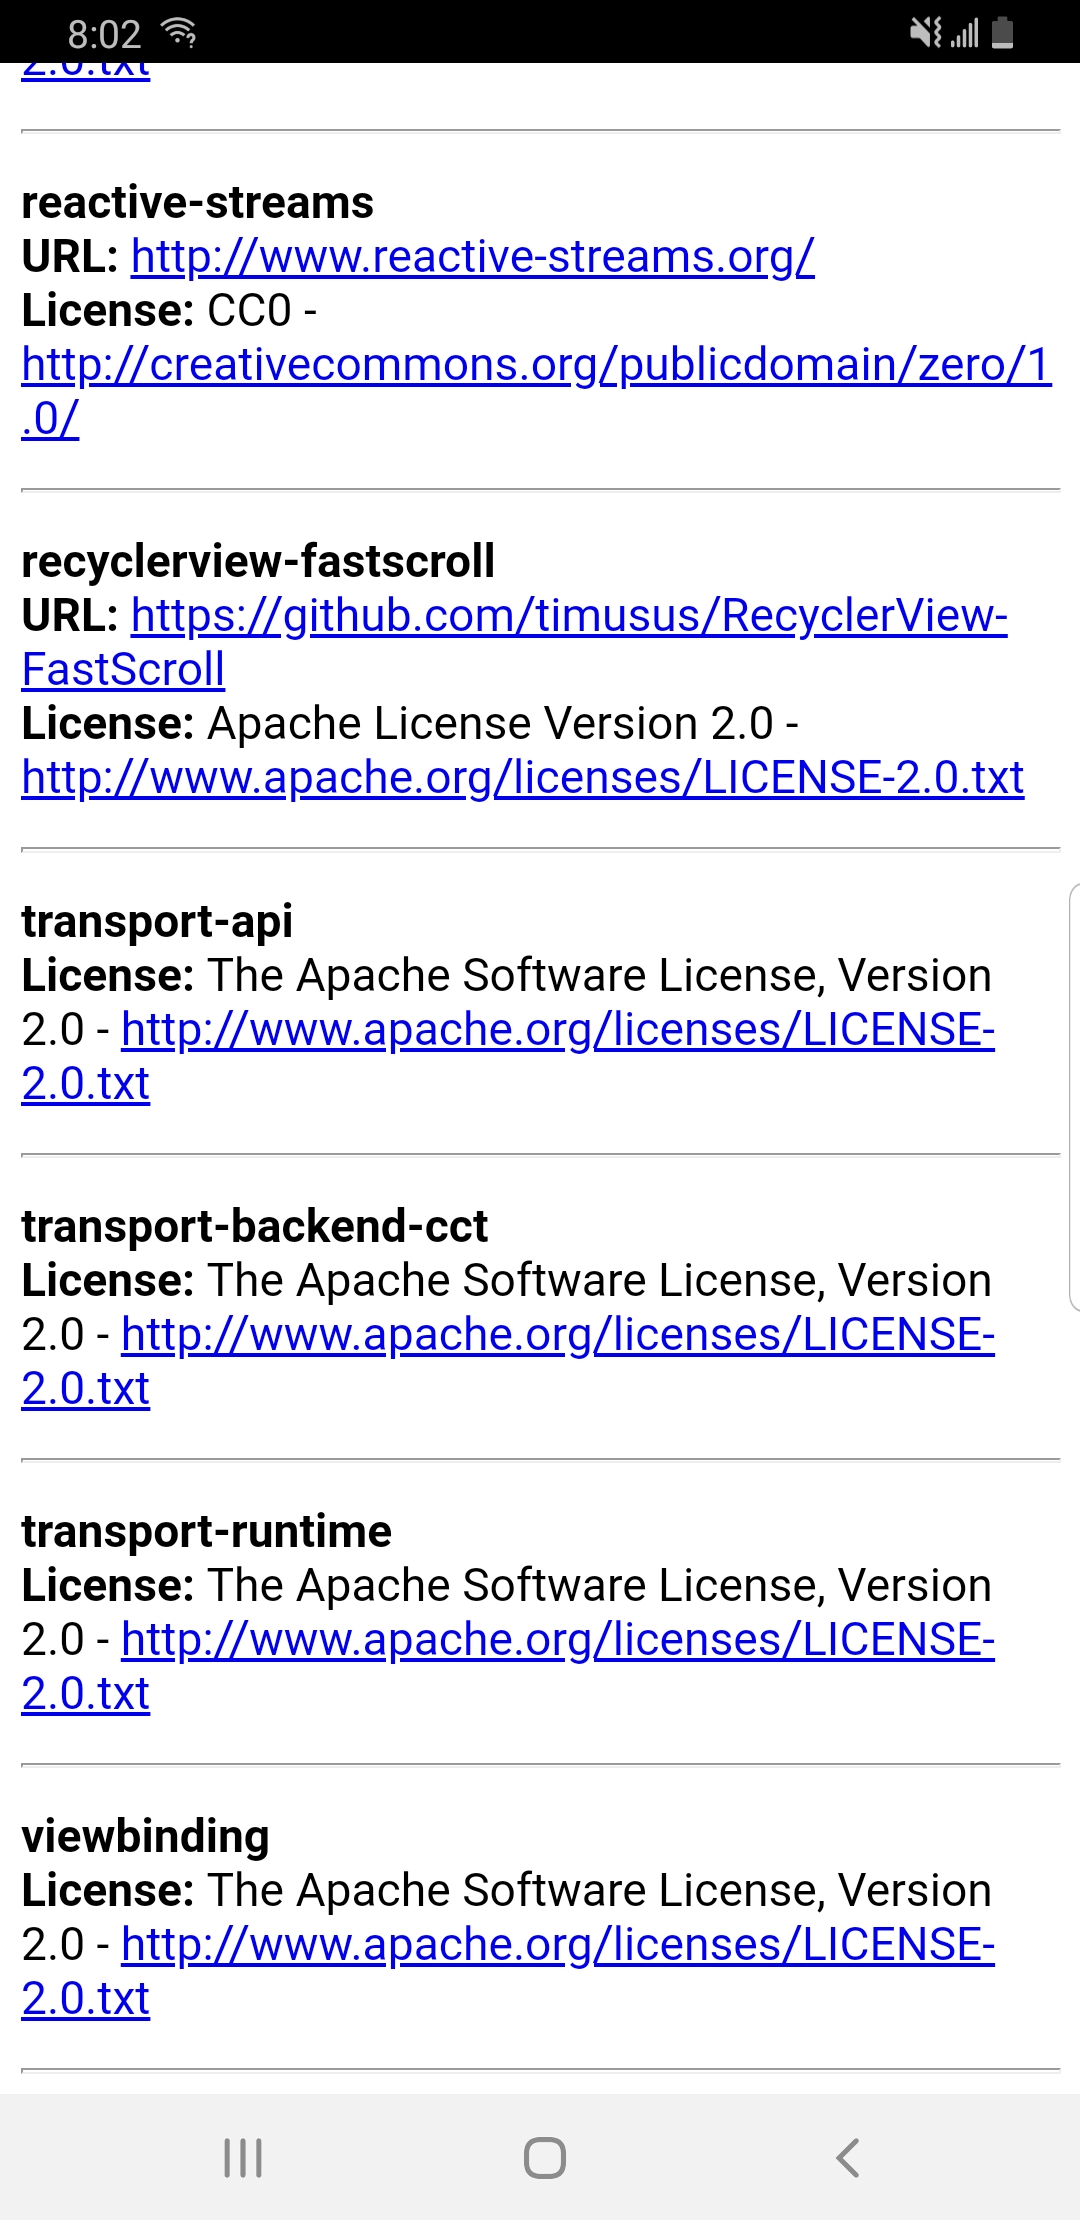 8:02
2.0.txt
reactive-streams
URL: http://www.reactive-streams.org/
License: CC0 -
http://creativecommons.org/publicdomain/zero/1
.0/
recyclerview-fastscroll
URL: https://github.com/timusus/RecyclerView-
FastScroll
License: Apache License Version 2.0 -
http://www.apache.org/licenses/LICENSE-2.0.txt
transport-api
License: The Apache Software License, Version
2.0 - http://www.apache.org/licenses/LICENSE-
2.0.txt
transport-backend-cct
License: The Apache Software License, Version
2.0 - http://www.apache.org/licenses/LICENSE-
2.0.txt
transport-runtime
License: The Apache Software License, Version
2.0 - http://www.apache.org/licenses/LICENSE-
2.0.txt
viewbinding
License: The Apache Software License, Version
2.0 - http://www.apache.org/licenses/LICENSE-
2.0.txt